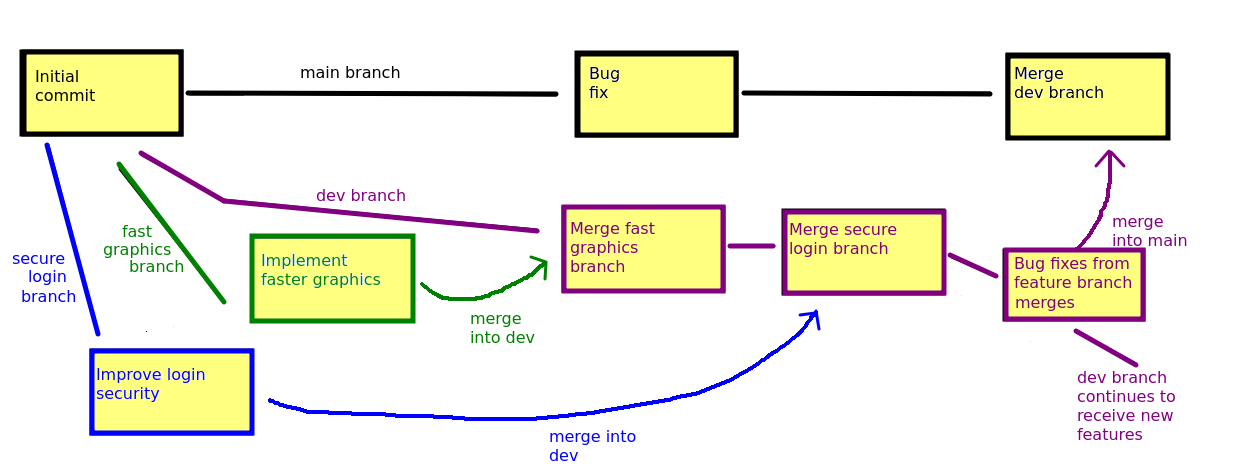 Initial
commit
main branch
Bug
fix
Merge
dev branch
dev branch
fast
graphics
branch
secure
login
branch
Implement
faster graphics
merge
into dev
Merge fast
graphics
branch
Merge secure
login branch
merge
into main
Bug fixes from
feature branch
merges
Improve login
security
merge into
dev
dev branch
continues to
receive new
features